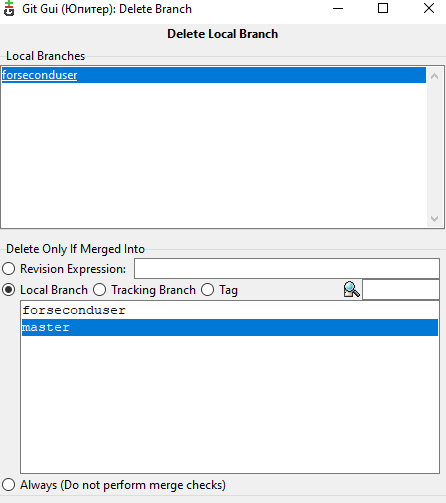 Git Gui (Юпитер): Delete Branch
Delete Local Branch
Local Branches
forseconduser
Delete Only If Merged Into
Revision Expression:
Local Branch Tracking Branch Tag
forseconduser
master
Always (Do not perform merge checks)